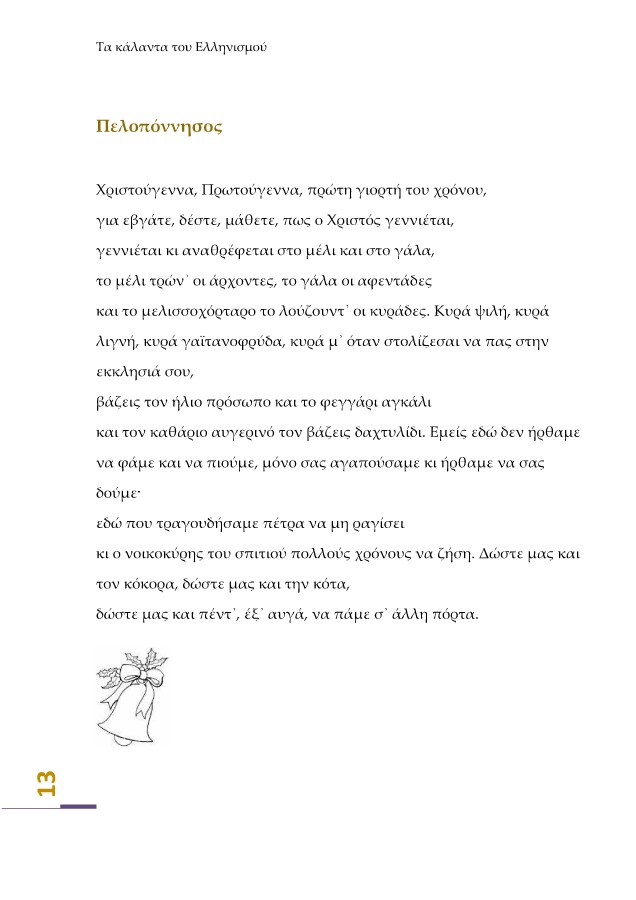 Τα κάλαντα του Ελληνισμού
Πελοπόννησος
Χριστούγεννα, Πρωτούγεννα, πρώτη γιορτή του χρόνου,
για εβγάτε, δέστε, μάθετε, πως ο Χριστός γεννιέται,
γεννιέται κι αναθρέφεται στο μέλι και στο γάλα,
το μέλι τρών᾿ οι άρχοντες, το γάλα οι αφεντάδες
και το μελισσοχόρταρο το λούζουντ᾿ οι κυράδες. Κυρά ψιλή, κυρά
λιγνή, κυρά γαϊτανοφρύδα, κυρά μ᾿ όταν στολίζεσαι να πας στην
εκκλησιά σου,
βάζεις τον ήλιο πρόσωπο και το φεγγάρι αγκάλι
και τον καθάριο αυγερινό τον βάζεις δαχτυλίδι. Εμείς εδώ δεν ήρθαμε
να φάμε και να πιούμε, μόνο σας αγαπούσαμε κι ήρθαμε να σας
δούμε·
εδώ που τραγουδήσαμε πέτρα να μη ραγίσει
κι ο νοικοκύρης του σπιτιού πολλούς χρόνους να ζήση. Δώστε μας και
τον κόκορα, δώστε μας και την κότα,
δώστε μας και πέντ᾿, έξ᾿ αυγά, να πάμε σ᾿ άλλη πόρτα.
13